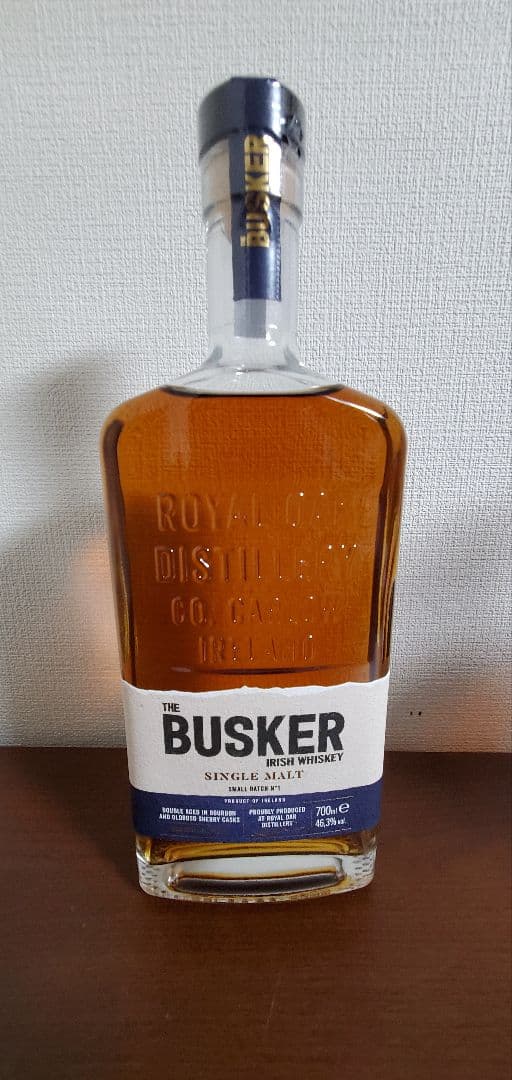 BUSKER
ROYAL OAK
DISTILLERY
CO. CARLOW
IRELAND
THE
BUSKER
IRISH WHISKEY
SINGLE MALT
SMALL BATCH Nº1
PRODUCT OF IRELAND
DOUBLE AGED IN BOURBON
AND OLOROSO SHERRY CASKS
PROUDLY PRODUCED
AT ROYAL OAK
DISTILLERY
700ml ℮
46,3% vol.